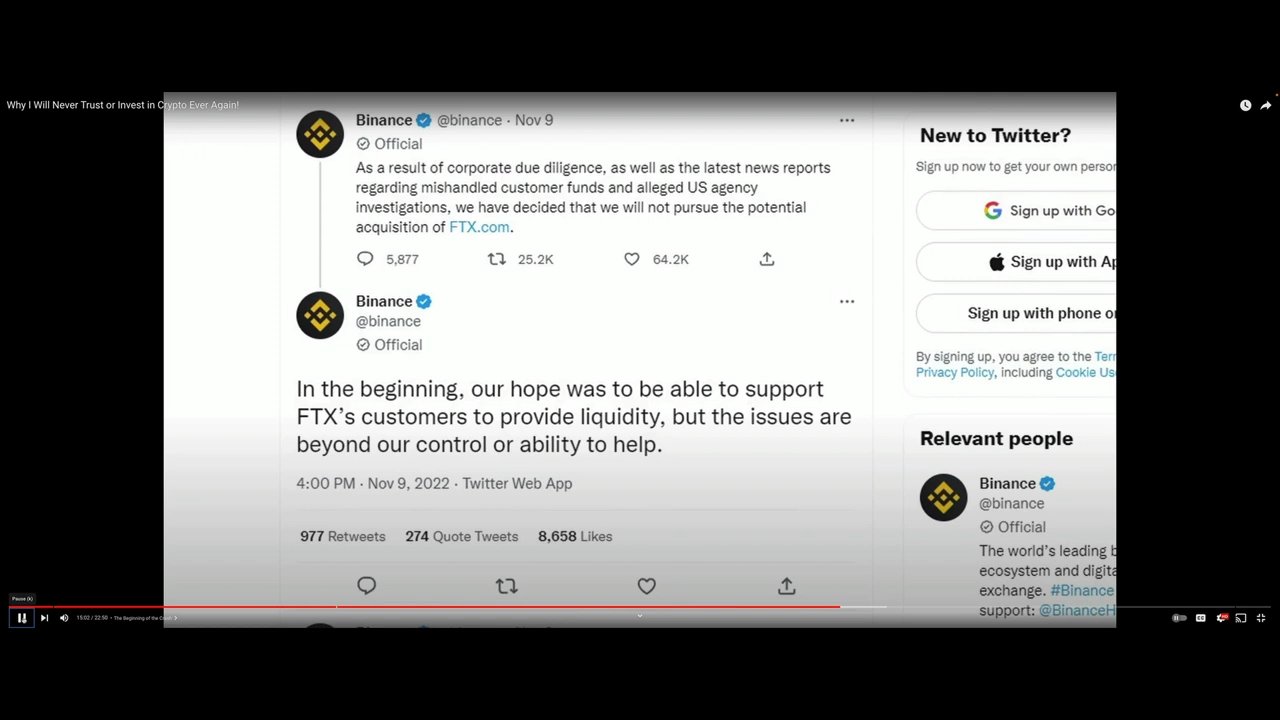 Why I Will Never Trust or Invest in Crypto Ever Again!
Binance @binance · Nov 9
Official
As a result of corporate due diligence, as well as the latest news reports
regarding mishandled customer funds and alleged US agency
investigations, we have decided that we will not pursue the potential
acquisition of FTX.com.
5,877 25.2K 64.2K
Binance
@binance
Official
In the beginning, our hope was to be able to support
FTX's customers to provide liquidity, but the issues are
beyond our control or ability to help.
4:00 PM · Nov 9, 2022 · Twitter Web App
977 Retweets 274 Quote Tweets 8,658 Likes
New to Twitter?
Sign up now to get your own person
Sign up with Go
Sign up with Ap
Sign up with phone or
By signing up, you agree to the Term
Privacy Policy, including Cookie Us
Relevant people
Binance
@binance
Official
The world's leading b
ecosystem and digita
exchange. #Binance
support: @BinanceH
Pause (k)
15:02 / 22:50 · The Beginning of the Crash